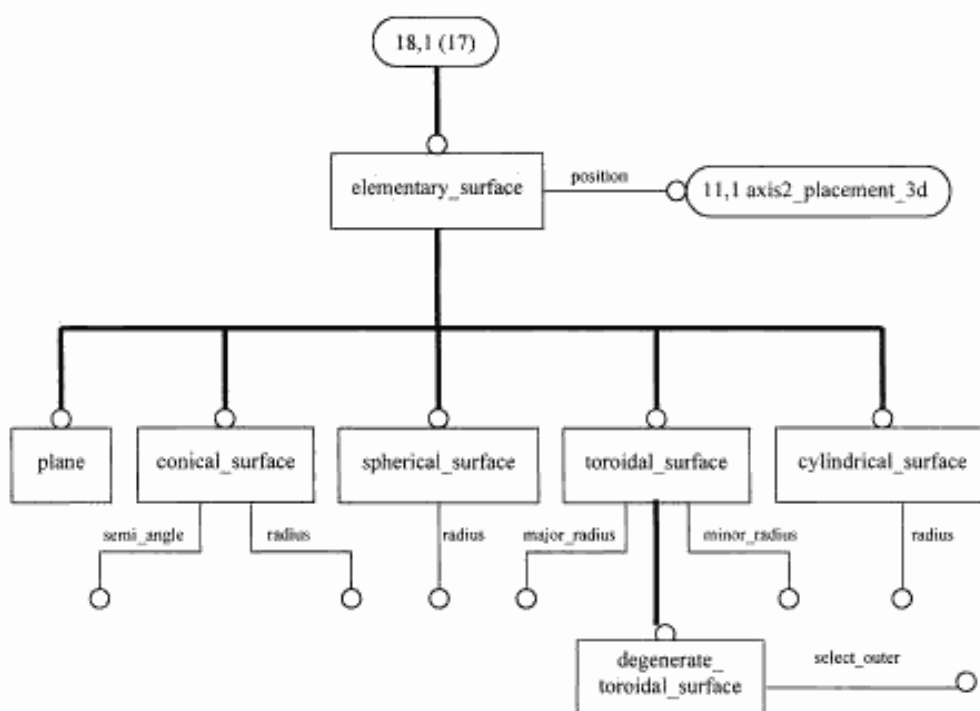 18,1 (17)
elementary_surface
position
11,1 axis2_placement_3d
plane
conical_surface
spherical_surface
toroidal_surface
cylindrical_surface
semi_angle
radius
radius
major_radius
minor_radius
radius
degenerate_
toroidal_surface
select_outer